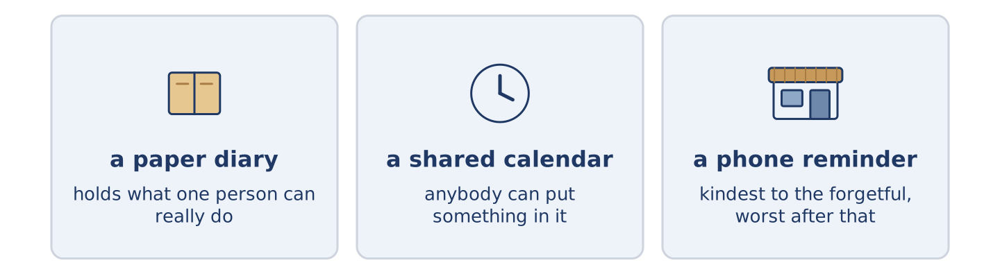 a paper diary
holds what one person can
really do
a shared calendar
anybody can put
something in it
a phone reminder
kindest to the forgetful,
worst after that